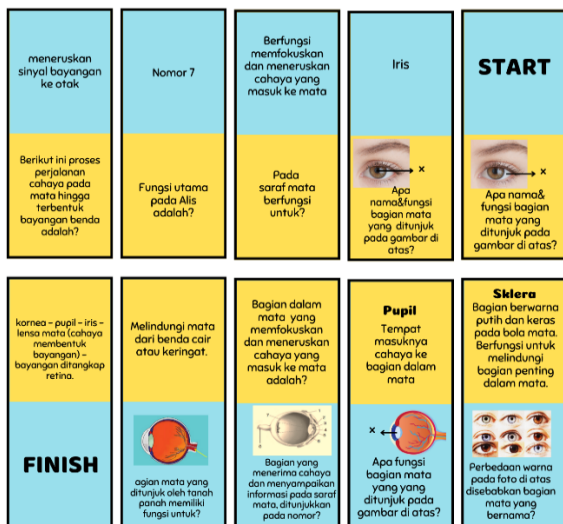 meneruskan
sinyal bayangan
ke otak
Berikut ini proses
perjalanan
cahaya pada
mata hingga
terbentuk
bayangan benda
adalah?
Nomor 7
Fungsi utama
pada Alis
adalah?
Berfungsi
memfokuskan
dan meneruskan
cahaya yang
masuk ke mata
Pada
saraf mata
berfungsi
untuk?
Iris
x
Apa
nama&fungsi
bagian mata
yang ditunjuk
pada gambar di
atas?
START
x
Apa nama&
fungsi bagian
mata yang
ditunjuk pada
gambar di atas?
kornea - pupil - iris -
lensa mata (cahaya
membentuk
bayangan) -
bayangan ditangkap
retina.
FINISH
Melindungi mata
dari benda cair
atau keringat.
agian mata yang
ditunjuk oleh tanah
panah memiliki
fungsi untuk?
Bagian dalam
mata yang
memfokuskan
dan meneruskan
cahaya yang
masuk ke mata
adalah?
Bagian yang
menerima cahaya
dan menyampaikan
informasi pada saraf
mata, ditunjukkan
pada nomor?
Pupil
Tempat
masuknya
cahaya ke
bagian dalam
mata
x
Apa fungsi
bagian mata
yang yang
ditunjuk pada
gambar di atas?
Sklera
Bagian berwarna
putih dan keras
pada bola mata.
Berfungsi untuk
melindungi
bagian penting
dalam mata.
Perbedaan warna
pada foto di atas
disebabkan bagian
mata yang
bernama?